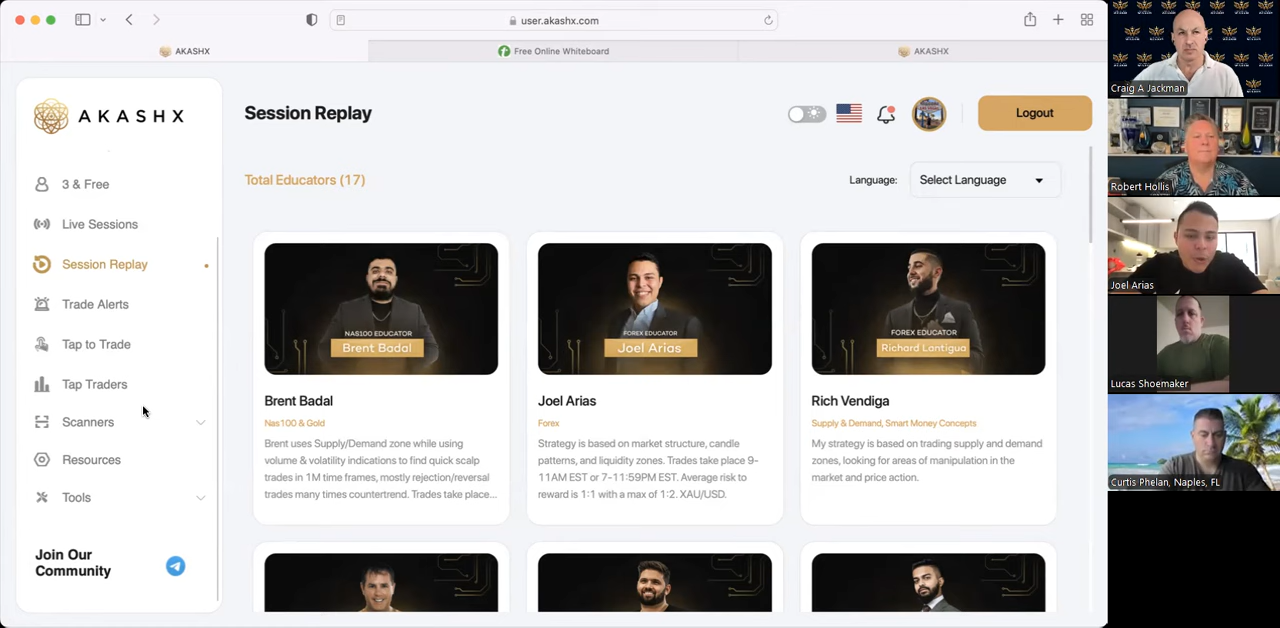 user.akashx.com
AKASHX
Free Online Whiteboard
AKASHX
AKASHX
3 & Free
Live Sessions
Session Replay
Trade Alerts
Tap to Trade
Tap Traders
Scanners
Resources
Tools
Join Our
Community
Session Replay
Logout
Total Educators (17)
Language:
Select Language
NAS100 EDUCATOR
Brent Badal
Brent Badal
Nas100 & Gold
Brent uses Supply/Demand zone while using
volume & volatility indications to find quick scalp
trades in 1M time frames, mostly rejection/reversal
trades many times countertrend. Trades take place...
FOREX EDUCATOR
Joel Arias
Joel Arias
Forex
Strategy is based on market structure, candle
patterns, and liquidity zones. Trades take place 9-
11AM EST or 7-11:59PM EST. Average risk to
reward is 1:1 with a max of 1:2. XAU/USD.
FOREX EDUCATOR
Richard Lantigua
Rich Vendiga
Supply & Demand, Smart Money Concepts
My strategy is based on trading supply and demand
zones, looking for areas of manipulation in the
market and price action.
Craig A Jackman
Robert Hollis
Joel Arias
Lucas Shoemaker
Curtis Phelan, Naples, FL